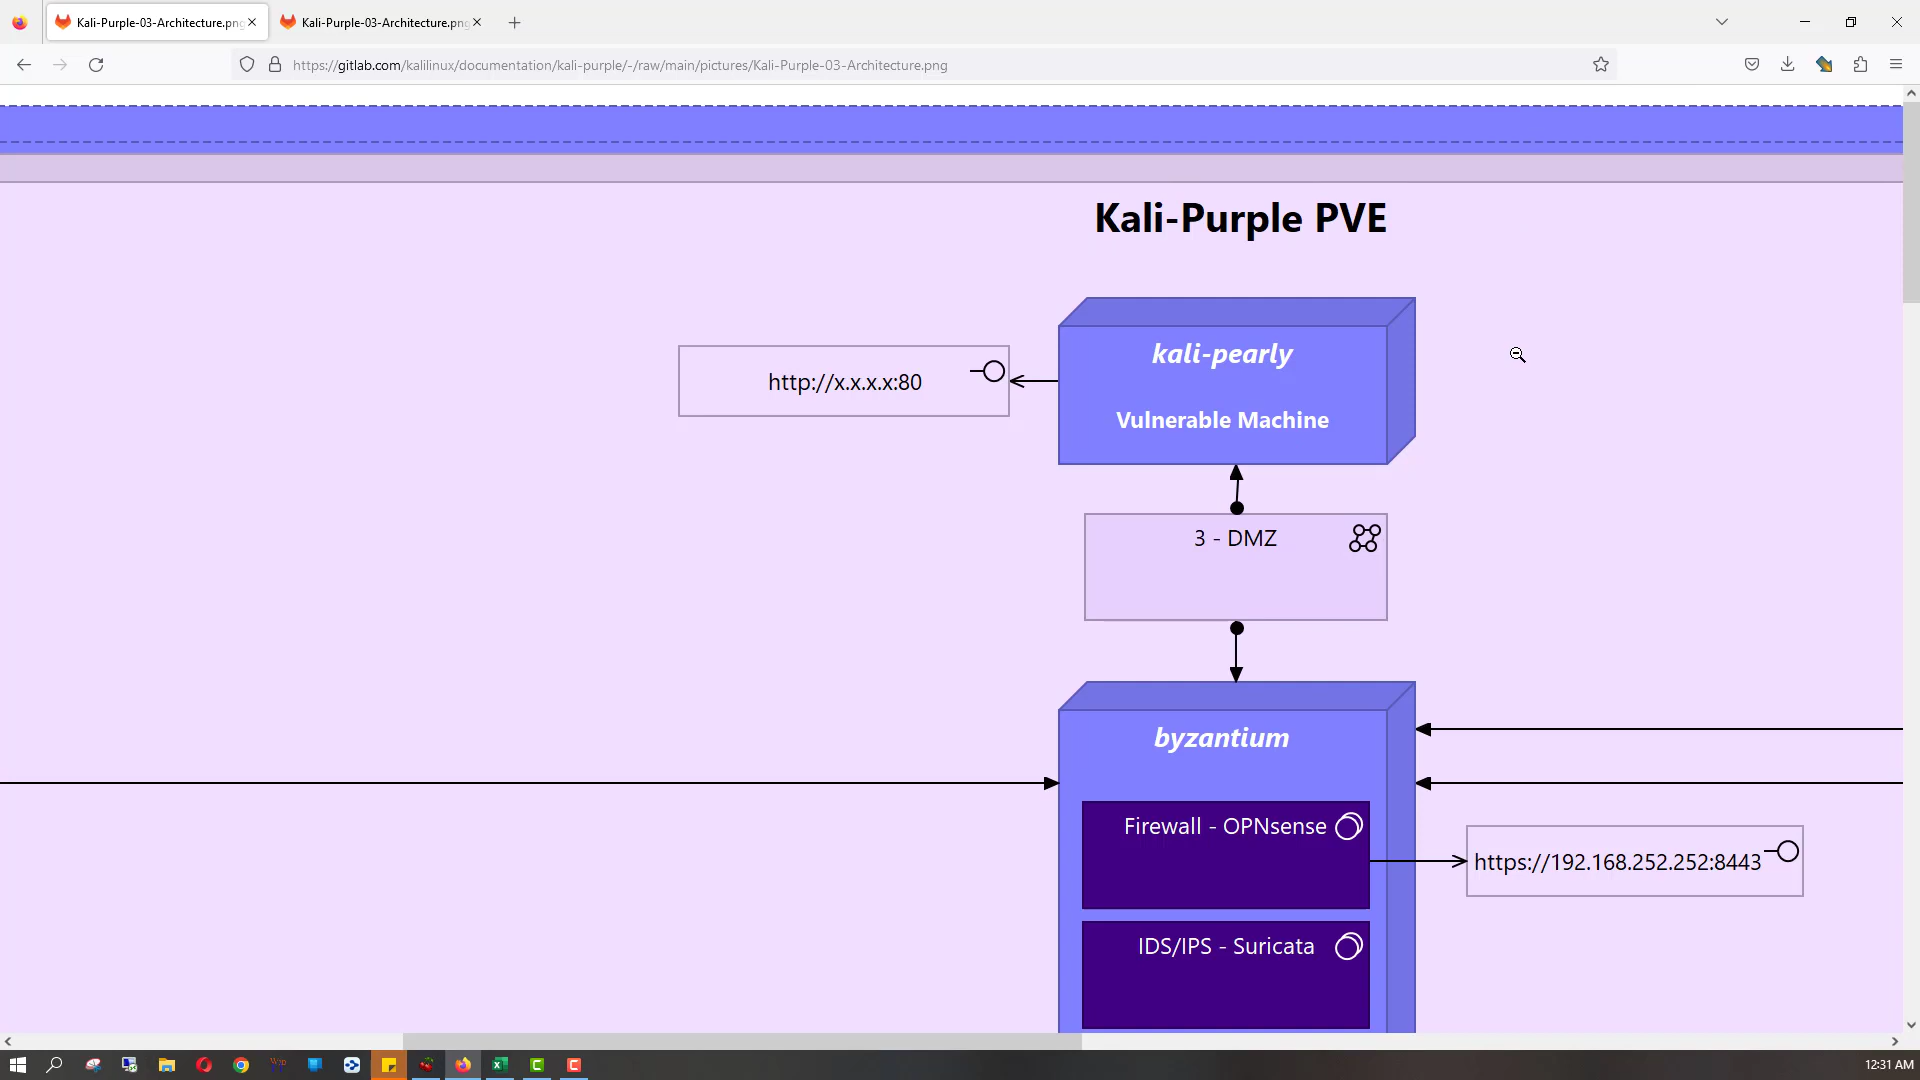 Kali-Purple-03-Architecture.png
Kali-Purple-03-Architecture.png
https://gitlab.com/kalilinux/documentation/kali-purple/-/raw/main/pictures/Kali-Purple-03-Architecture.png
Kali-Purple PVE
kali-pearly
http://x.x.x.x:80
Vulnerable Machine
3 - DMZ
byzantium
Firewall - OPNsense
https://192.168.252.252:8443
IDS/IPS - Suricata
12:31 AM